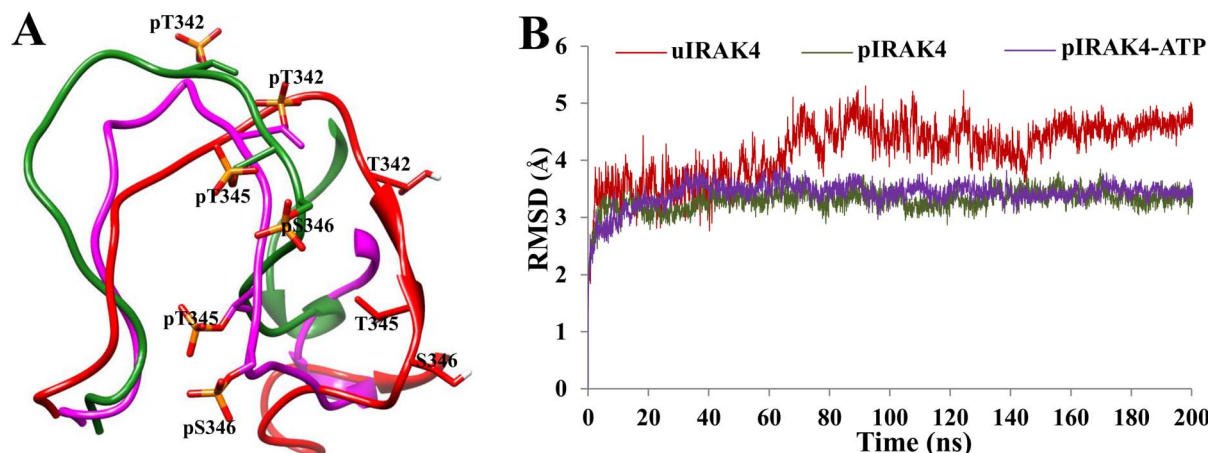 A
pT342
pT342
T342
pT345
pS346
pT345
T345
S346
pS346
B
uIRAK4 pIRAK4 pIRAK4-ATP
RMSD (Å)
6
5
4
3
2
1
0
0 20 40 60 80 100 120 140 160 180 200
Time (ns)